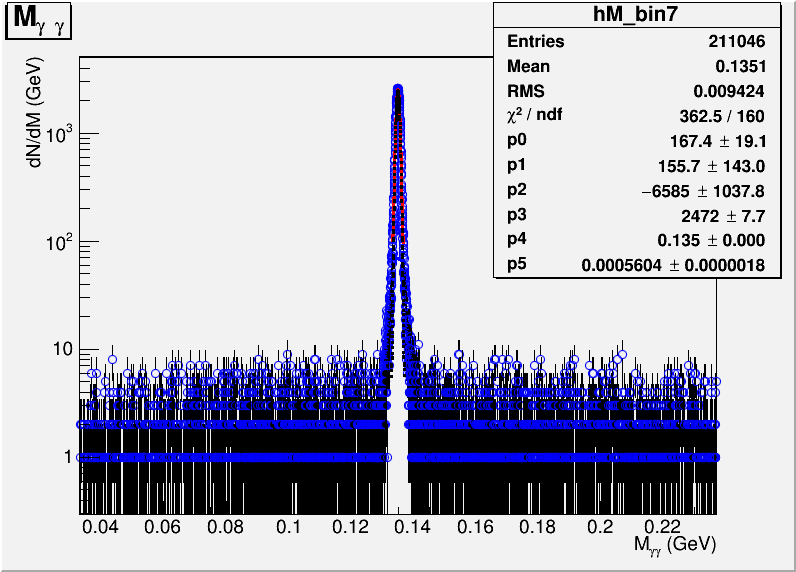 M_γ γ
hM_bin7
Entries 211046
Mean 0.1351
RMS 0.009424
χ² / ndf 362.5 / 160
p0 167.4 ± 19.1
p1 155.7 ± 143.0
p2 −6585 ± 1037.8
p3 2472 ± 7.7
p4 0.135 ± 0.000
p5 0.0005604 ± 0.0000018
dN/dM (GeV)
10³
10²
10
1
0.04 0.06 0.08 0.1 0.12 0.14 0.16 0.18 0.2 0.22
M_γγ (GeV)